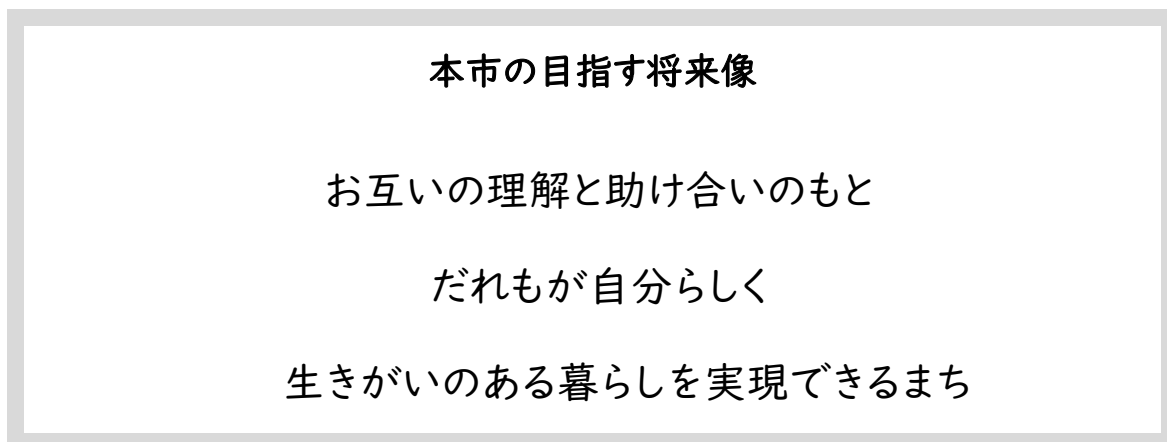 本市の目指す将来像
お互いの理解と助け合いのもと
だれもが自分らしく
生きがいのある暮らしを実現できるまち